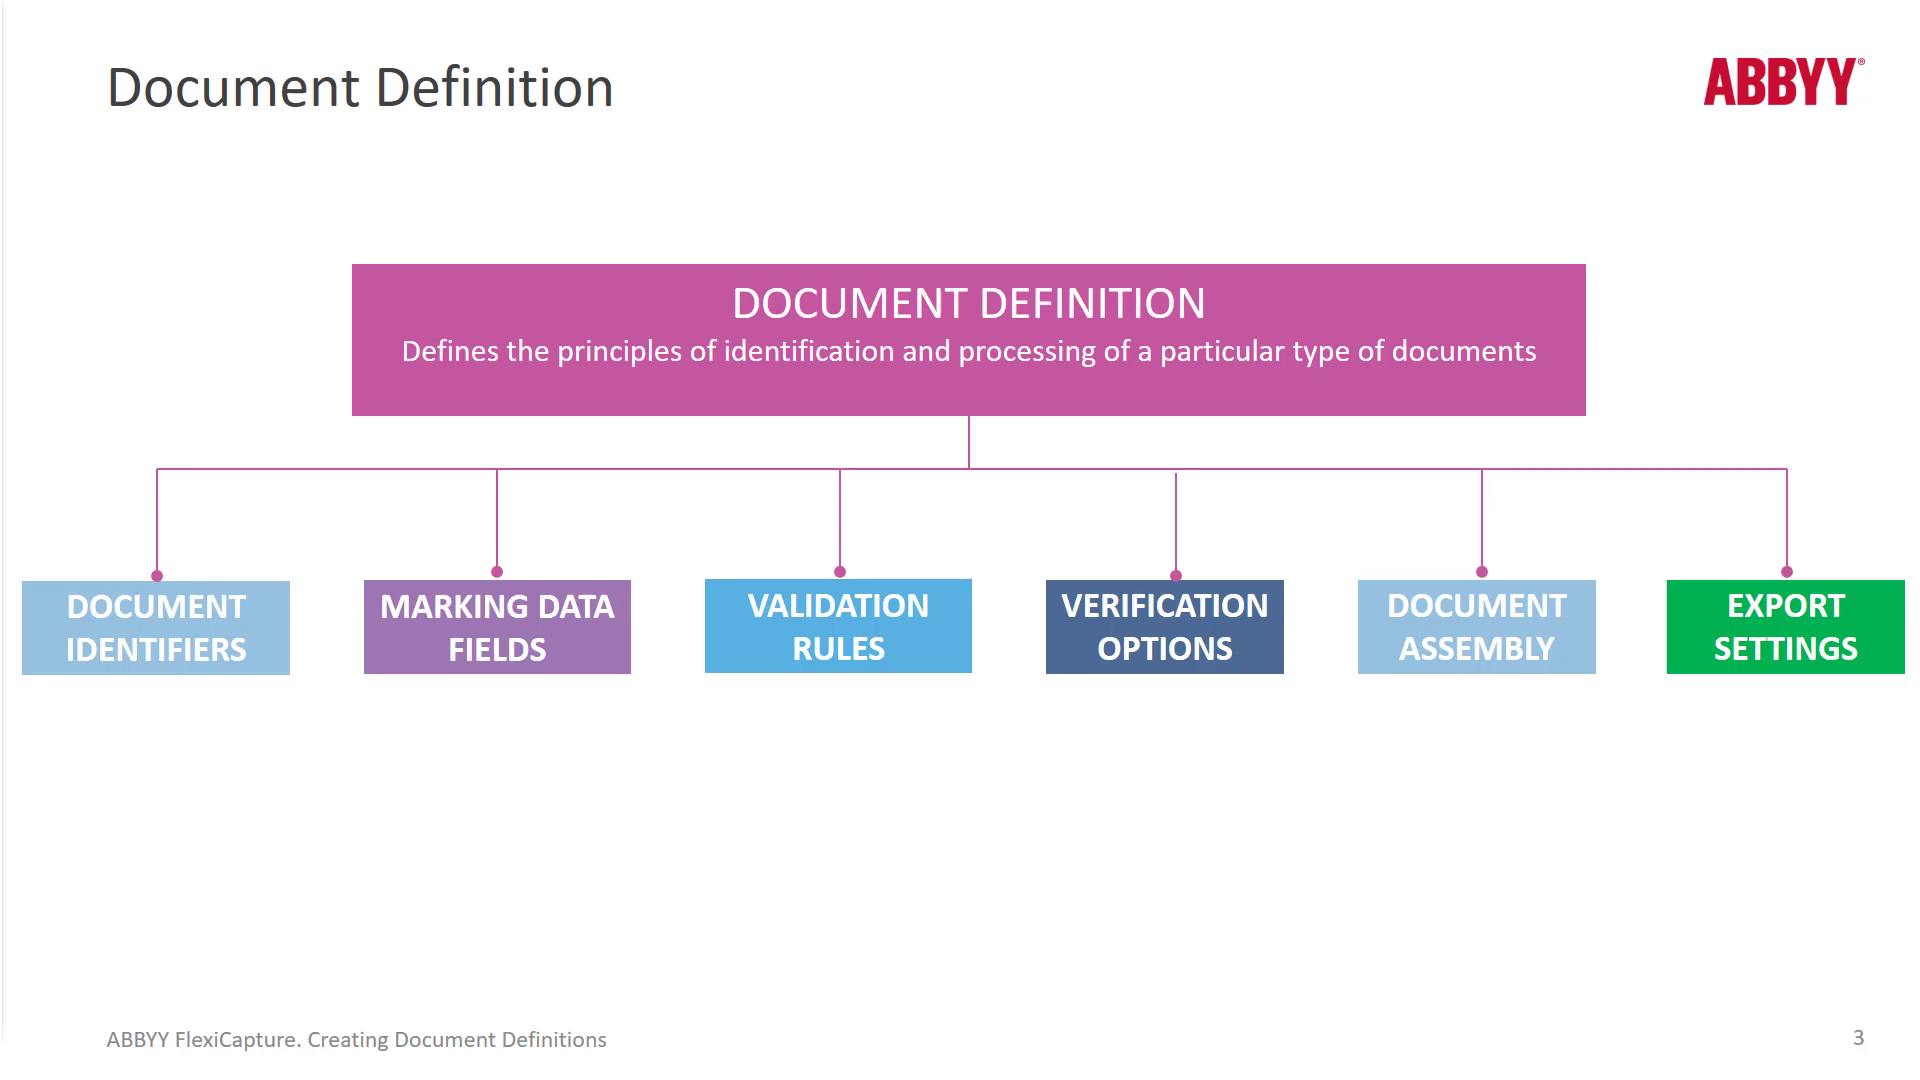 Document Definition
ABBYY®
DOCUMENT DEFINITION
Defines the principles of identification and processing of a particular type of documents
DOCUMENT
IDENTIFIERS
MARKING DATA
FIELDS
VALIDATION
RULES
VERIFICATION
OPTIONS
DOCUMENT
ASSEMBLY
EXPORT
SETTINGS
ABBYY FlexiCapture. Creating Document Definitions
3